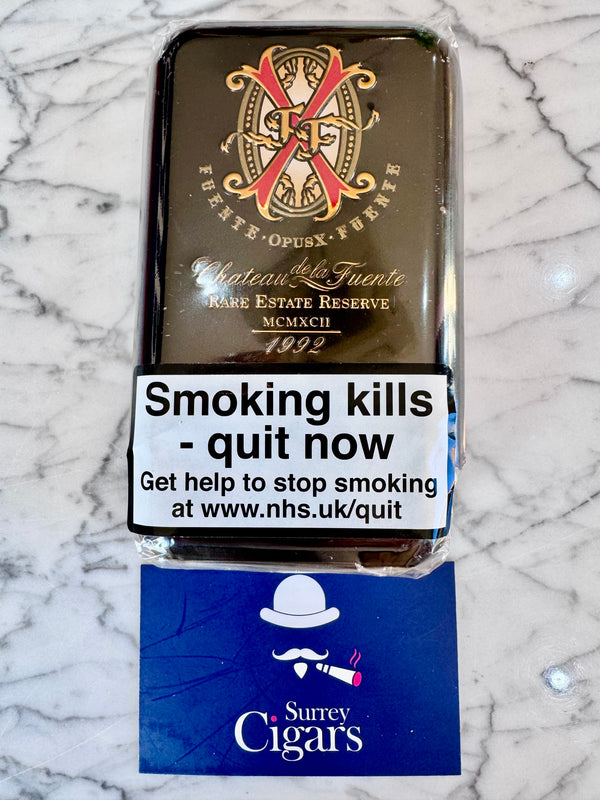 FUENTE · OPUSX · FUENTE
Chateau de la Fuente
RARE ESTATE RESERVE
MCMXCII
1992
Smoking kills
- quit now
Get help to stop smoking
at www.nhs.uk/quit
Surrey
Cigars